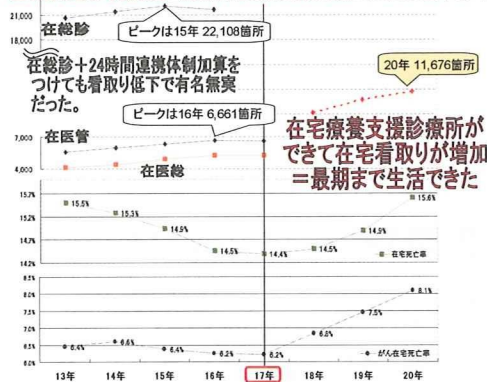 21,000
在総診
18,000
ピークは15年 22,108箇所
在総診+24時間連携体制加算を
つけても看取り低下で有名無実
だった。
20年 11,676箇所
ピークは16年 6,661箇所
在宅療養支援診療所が
できて在宅看取りが増加
=最期まで生活できた
7,000
在医管
4,000
在医総
15.7%
15.2%
14.7%
14.2%
15.5%
15.3%
14.9%
14.5%
14.4%
14.5%
14.9%
15.6%
在宅死亡率
8.5%
8.0%
7.5%
7.0%
6.5%
6.0%
6.4%
6.6%
6.4%
6.2%
6.2%
6.8%
7.5%
8.1%
がん在宅死亡率
13年 14年 15年 16年 17年 18年 19年 20年